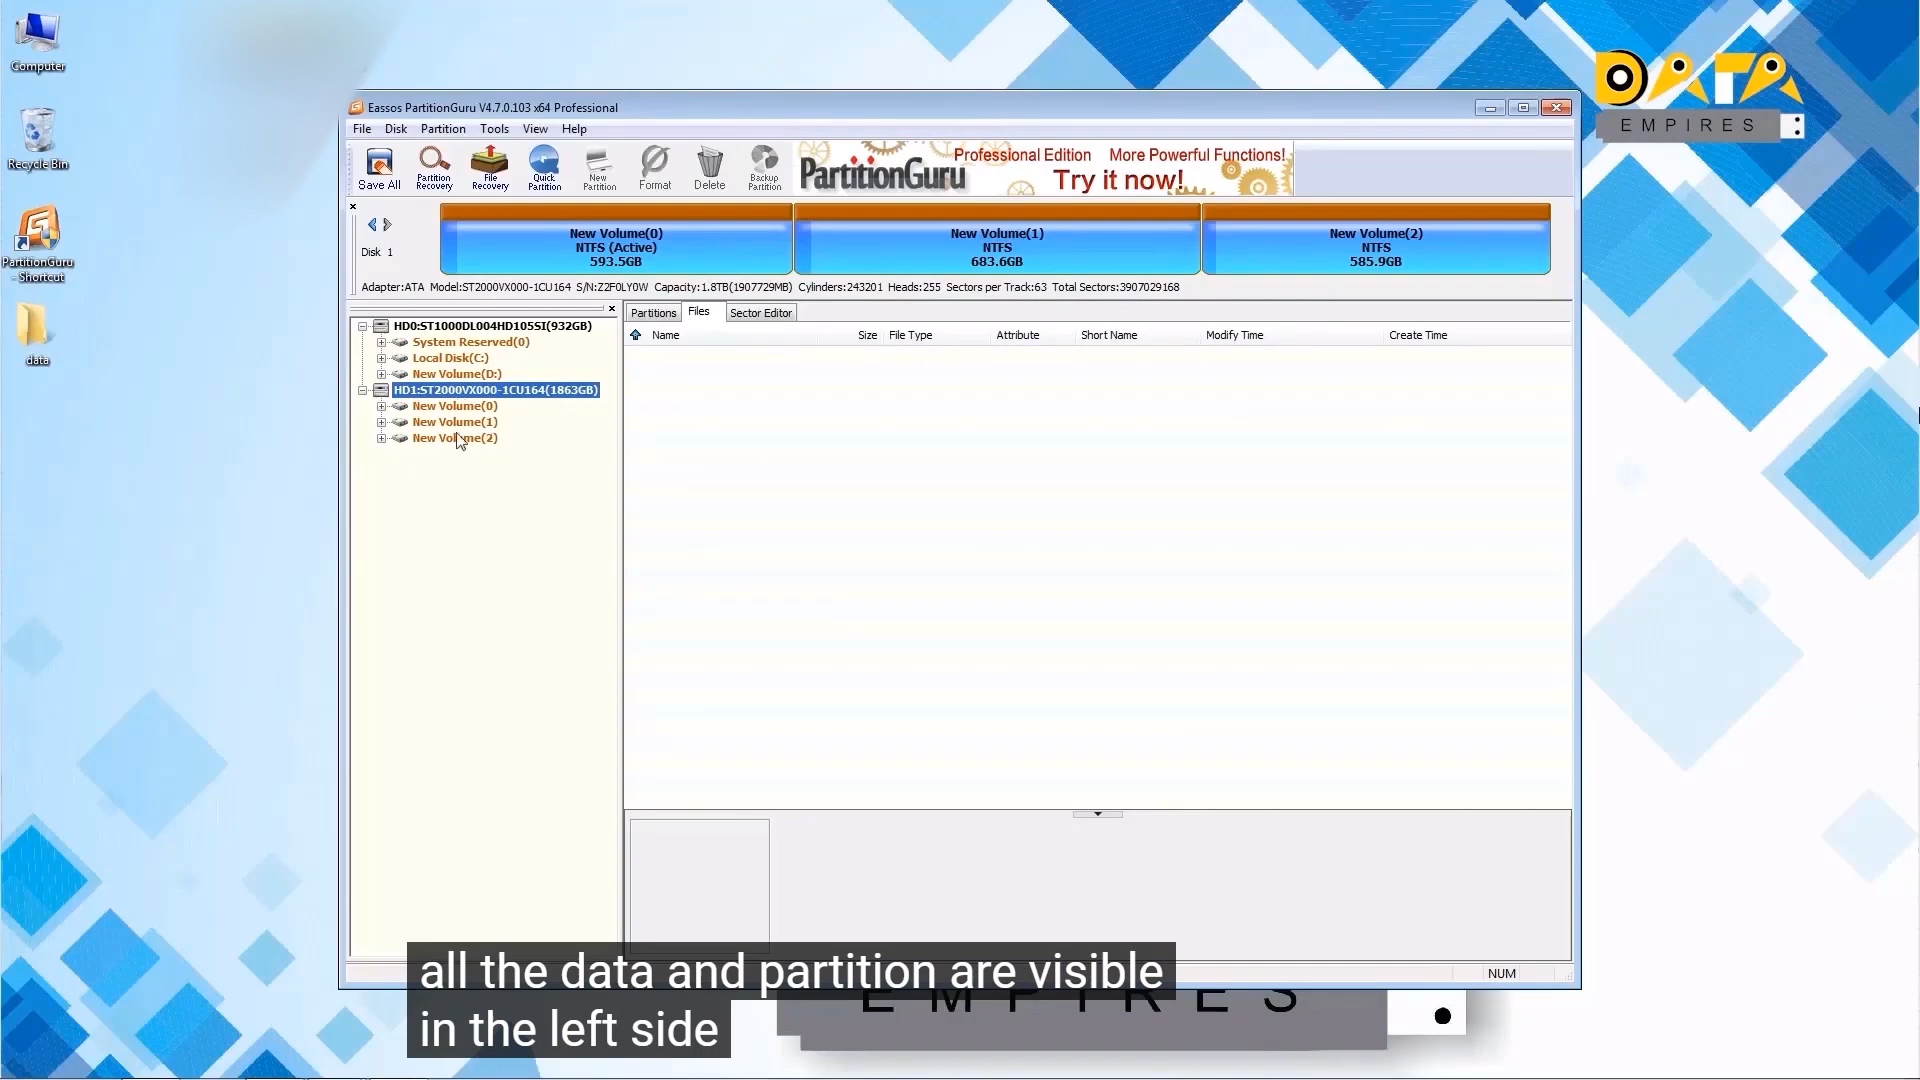 Computer
Recycle Bin
PartitionGuru
- Shortcut
data
DATA
EMPIRES
Eassos PartitionGuru V4.7.0.103 x64 Professional
File Disk Partition Tools View Help
Save All
Partition Recovery
File Recovery
Quick Partition
New Partition
Format
Delete
Backup Partition
PartitionGuru
Professional Edition More Powerful Functions!
Try it now!
Disk 1
New Volume(0)
NTFS (Active)
593.5GB
New Volume(1)
NTFS
683.6GB
New Volume(2)
NTFS
585.9GB
Adapter:ATA Model:ST2000VX000-1CU164 S/N:Z2F0LY0W Capacity:1.8TB(1907729MB) Cylinders:243201 Heads:255 Sectors per Track:63 Total Sectors:3907029168
HD0:ST1000DL004HD105SI(932GB)
System Reserved(0)
Local Disk(C:)
New Volume(D:)
HD1:ST2000VX000-1CU164(1863GB)
New Volume(0)
New Volume(1)
New Volume(2)
Partitions Files Sector Editor
Name Size File Type Attribute Short Name Modify Time Create Time
NUM
EMPIRES
all the data and partition are visible
in the left side